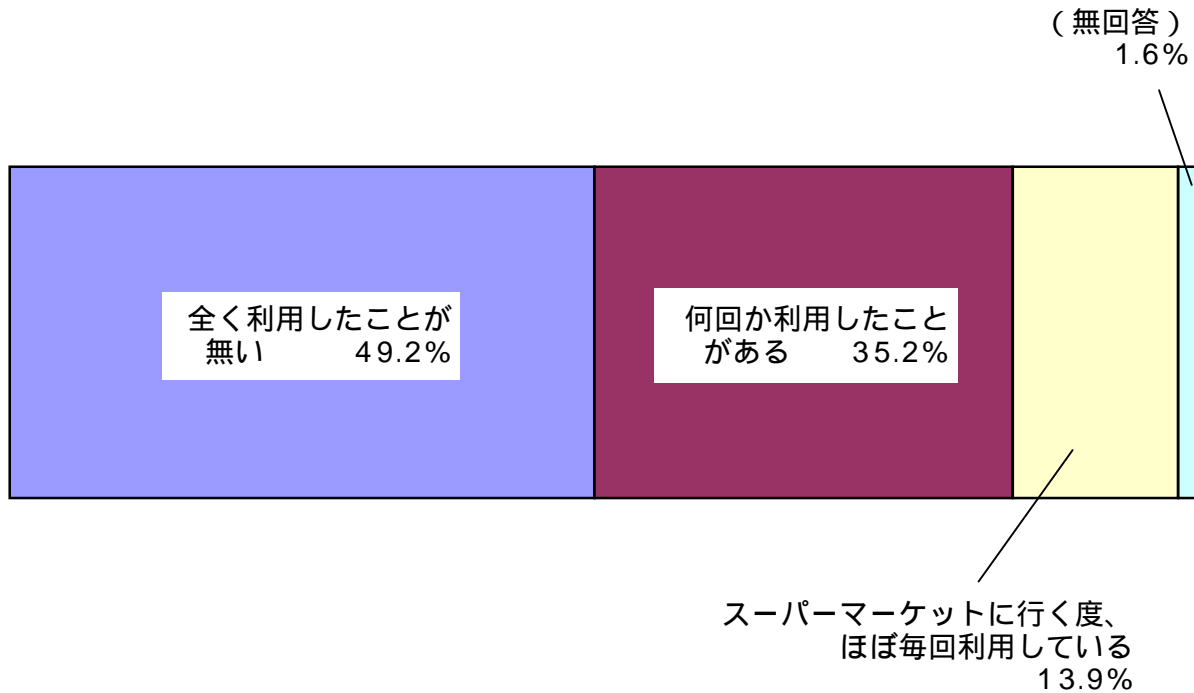 (無回答)
1.6%
全く利用したことが
無い 49.2%
何回か利用したこと
がある 35.2%
スーパーマーケットに行く度、
ほぼ毎回利用している
13.9%